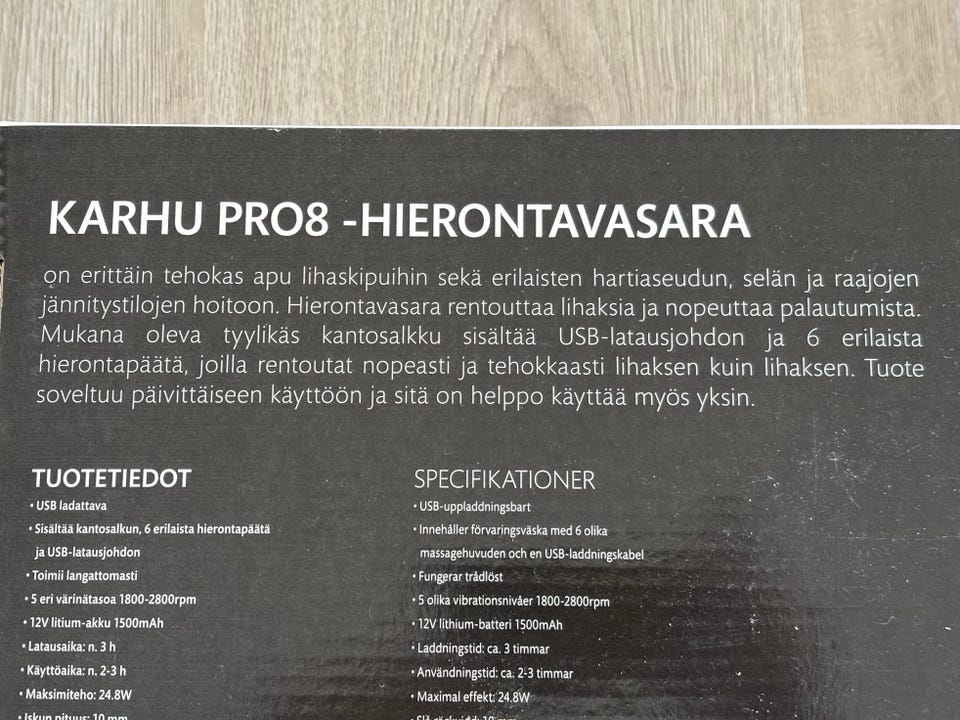 KARHU PRO8 -HIERONTAVASARA
on erittäin tehokas apu lihaskipuihin sekä erilaisten hartiaseudun, selän ja raajojen
jännitystilojen hoitoon. Hierontavasara rentouttaa lihaksia ja nopeuttaa palautumista.
Mukana oleva tyylikäs kantosalkku sisältää USB-latausjohdon ja 6 erilaista
hierontapäätä, joilla rentoutat nopeasti ja tehokkaasti lihaksen kuin lihaksen. Tuote
soveltuu päivittäiseen käyttöön ja sitä on helppo käyttää myös yksin.
TUOTETIEDOT
• USB ladattava
• Sisältää kantosalkun, 6 erilaista hierontapäätä
ja USB-latausjohdon
• Toimii langattomasti
• 5 eri värinätasoa 1800-2800rpm
• 12V litium-akku 1500mAh
• Latausaika: n. 3 h
• Käyttöaika: n. 2-3 h
• Maksimiteho: 24.8W
• Iskun pituus: 10 mm
SPECIFIKATIONER
• USB-uppladdningsbart
• Innehåller förvaringsväska med 6 olika
massagehuvuden och en USB-laddningskabel
• Fungerar trådlöst
• 5 olika vibrationsnivåer 1800-2800rpm
• 12V lithium-batteri 1500mAh
• Laddningstid: ca. 3 timmar
• Användningstid: ca. 2-3 timmar
• Maximal effekt: 24.8W